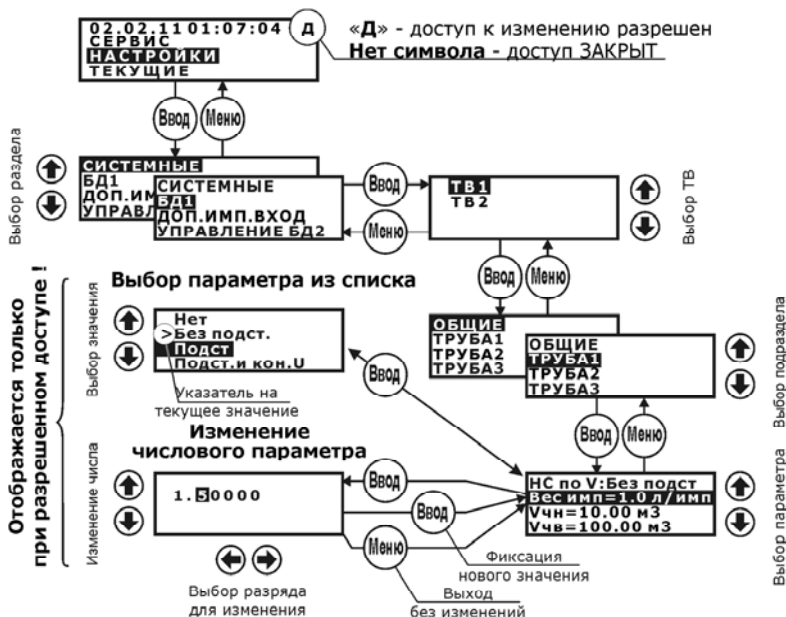 02.02.11 01:07:04 Д
СЕРВИС
НАСТРОЙКИ
ТЕКУЩИЕ
«Д» - доступ к изменению разрешен
Нет символа - доступ ЗАКРЫТ
Ввод
Меню
Выбор раздела
СИСТЕМНЫЕ
БД1
ДОП.ИМ
УПРАВЛ
СИСТЕМНЫЕ
БД1
ДОП.ИМП.ВХОД
УПРАВЛЕНИЕ БД2
Ввод
Меню
ТВ1
ТВ2
Выбор ТВ
Ввод
Меню
Отображается только
при разрешенном доступе !
Выбор параметра из списка
Выбор значения
Нет
>Без подст.
Подст
Подст.и кон.U
Указатель на
текущее значение
Ввод
ОБЩИЕ
ТРУБА1
ТРУБА2
ТРУБА3
ОБЩИЕ
ТРУБА1
ТРУБА2
ТРУБА3
Выбор подраздела
Ввод
Меню
Изменение
числового параметра
Изменение числа
1.50000
Ввод
Ввод
Меню
НС по V:Без подст
Вес имп=1.0 л/имп
Vчн=10.00 м3
Vчв=100.00 м3
Выбор параметра
Фиксация
нового значения
Выбор разряда
для изменения
Выход
без изменений